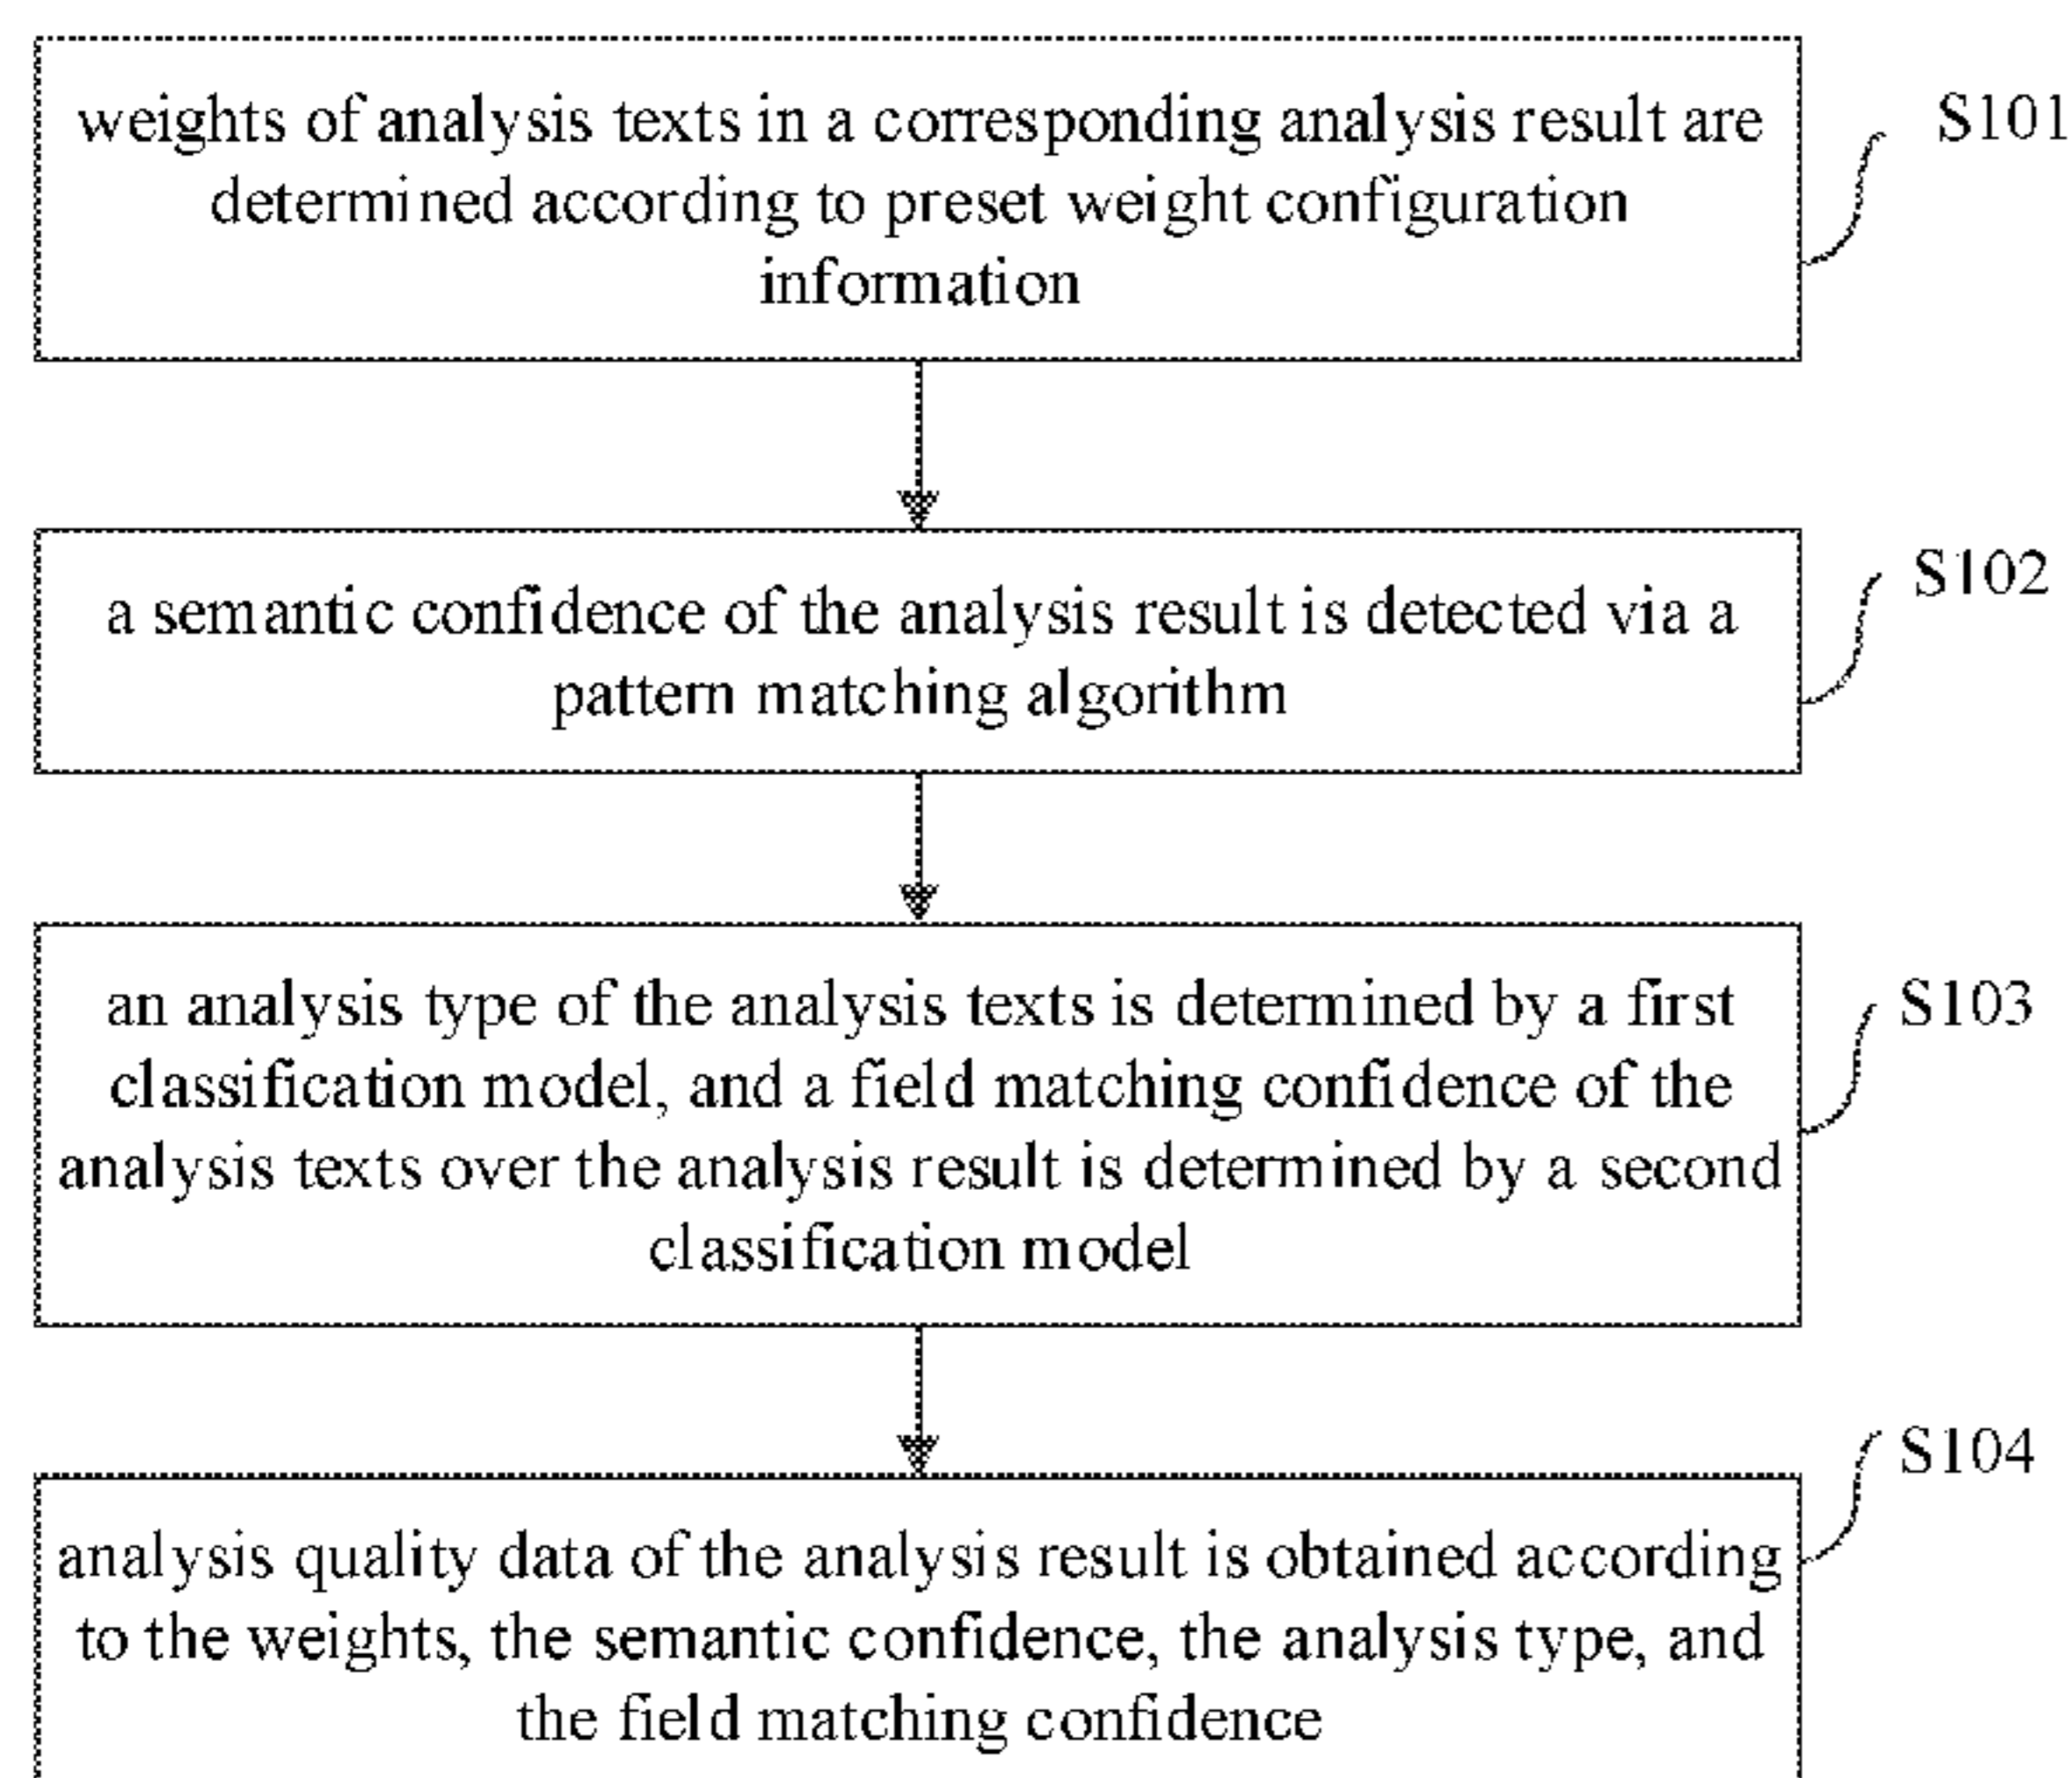 weights of analysis texts in a corresponding analysis result are
determined according to preset weight configuration
information
S101
a semantic confidence of the analysis result is detected via a
pattern matching algorithm
S102
an analysis type of the analysis texts is determined by a first
classification model, and a field matching confidence of the
analysis texts over the analysis result is determined by a second
classification model
S103
analysis quality data of the analysis result is obtained according
to the weights, the semantic confidence, the analysis type, and
the field matching confidence
S104